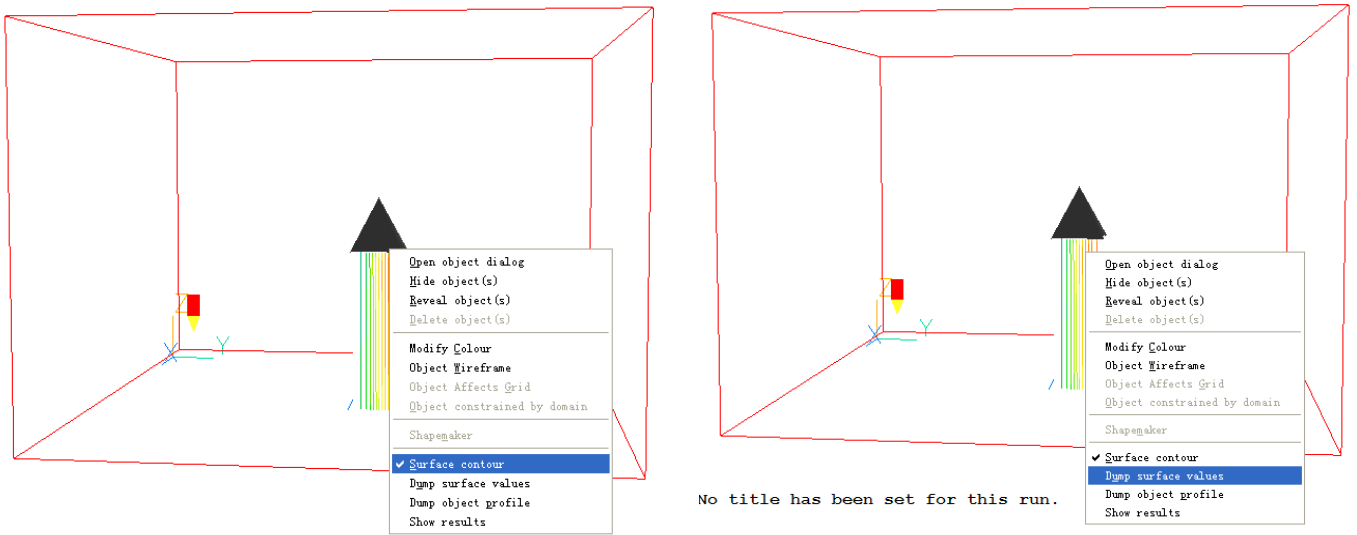 Open object dialog
Hide object(s)
Reveal object(s)
Delete object(s)
Modify Colour
Object Wireframe
Object Affects Grid
Object constrained by domain
Shapemaker
Surface contour
Dump surface values
Dump object profile
Show results
Z
X
Y
Open object dialog
Hide object(s)
Reveal object(s)
Delete object(s)
Modify Colour
Object Wireframe
Object Affects Grid
Object constrained by domain
Shapemaker
Surface contour
Dump surface values
Dump object profile
Show results
Z
X
Y
No title has been set for this run.